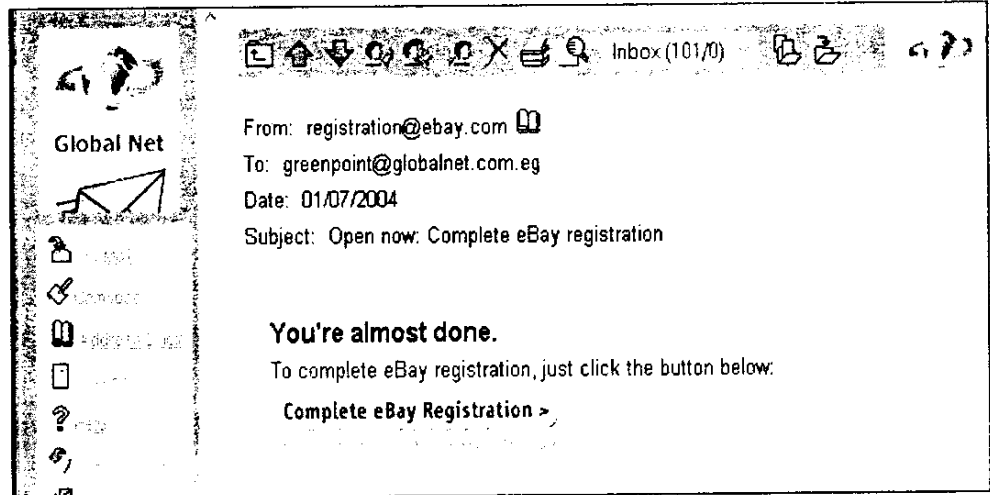 Inbox (101/0)
Global Net
From: registration@ebay.com
To: greenpoint@globalnet.com.eg
Date: 01/07/2004
Subject: Open now: Complete eBay registration
You're almost done.
To complete eBay registration, just click the button below:
Complete eBay Registration >